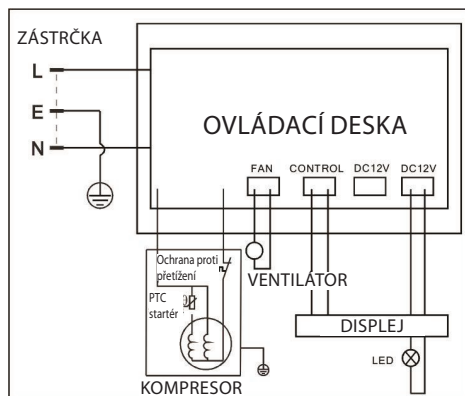 ZÁSTRČKA
L
E
N
OVLÁDACÍ DESKA
FAN CONTROL DC12V DC12V
Ochrana proti
přetížení
PTC
startér
VENTILÁTOR
DISPLEJ
LED
KOMPRESOR